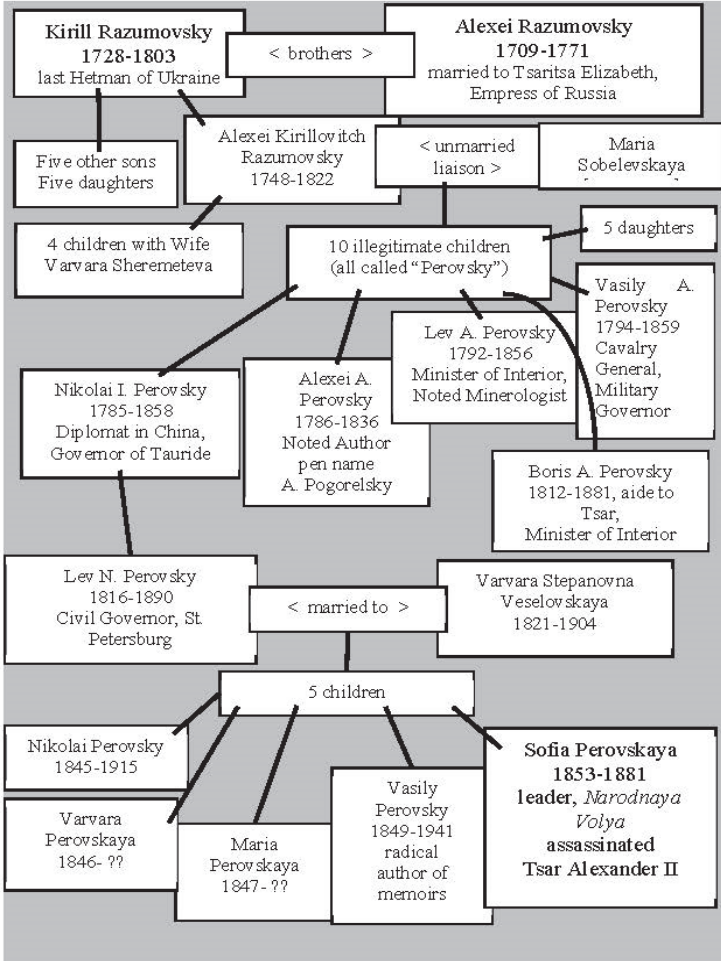 Kirill Razumovsky
1728-1803
last Hetman of Ukraine
< brothers >
Alexei Razumovsky
1709-1771
married to Tsaritsa Elizabeth,
Empress of Russia
Five other sons
Five daughters
Alexei Kirillovitch
Razumovsky
1748-1822
< unmarried
liaison >
Maria
Sobelevskaya
4 children with Wife
Varvara Sheremeteva
10 illegitimate children
(all called “Perovsky”)
5 daughters
Nikolai I. Perovsky
1785-1858
Diplomat in China,
Governor of Tauride
Alexei A.
Perovsky
1786-1836
Noted Author
pen name
A. Pogorelsky
Lev A. Perovsky
1792-1856
Minister of Interior,
Noted Minerologist
Vasily A.
Perovsky
1794-1859
Cavalry
General,
Military
Governor
Boris A. Perovsky
1812-1881, aide to
Tsar,
Minister of Interior
Lev N. Perovsky
1816-1890
Civil Governor, St.
Petersburg
< married to >
Varvara Stepanovna
Veselovskaya
1821-1904
5 children
Nikolai Perovsky
1845-1915
Varvara
Perovskaya
1846- ??
Maria
Perovskaya
1847- ??
Vasily
Perovsky
1849-1941
radical
author of
memoirs
Sofia Perovskaya
1853-1881
leader, Narodnaya
Volya
assassinated
Tsar Alexander II